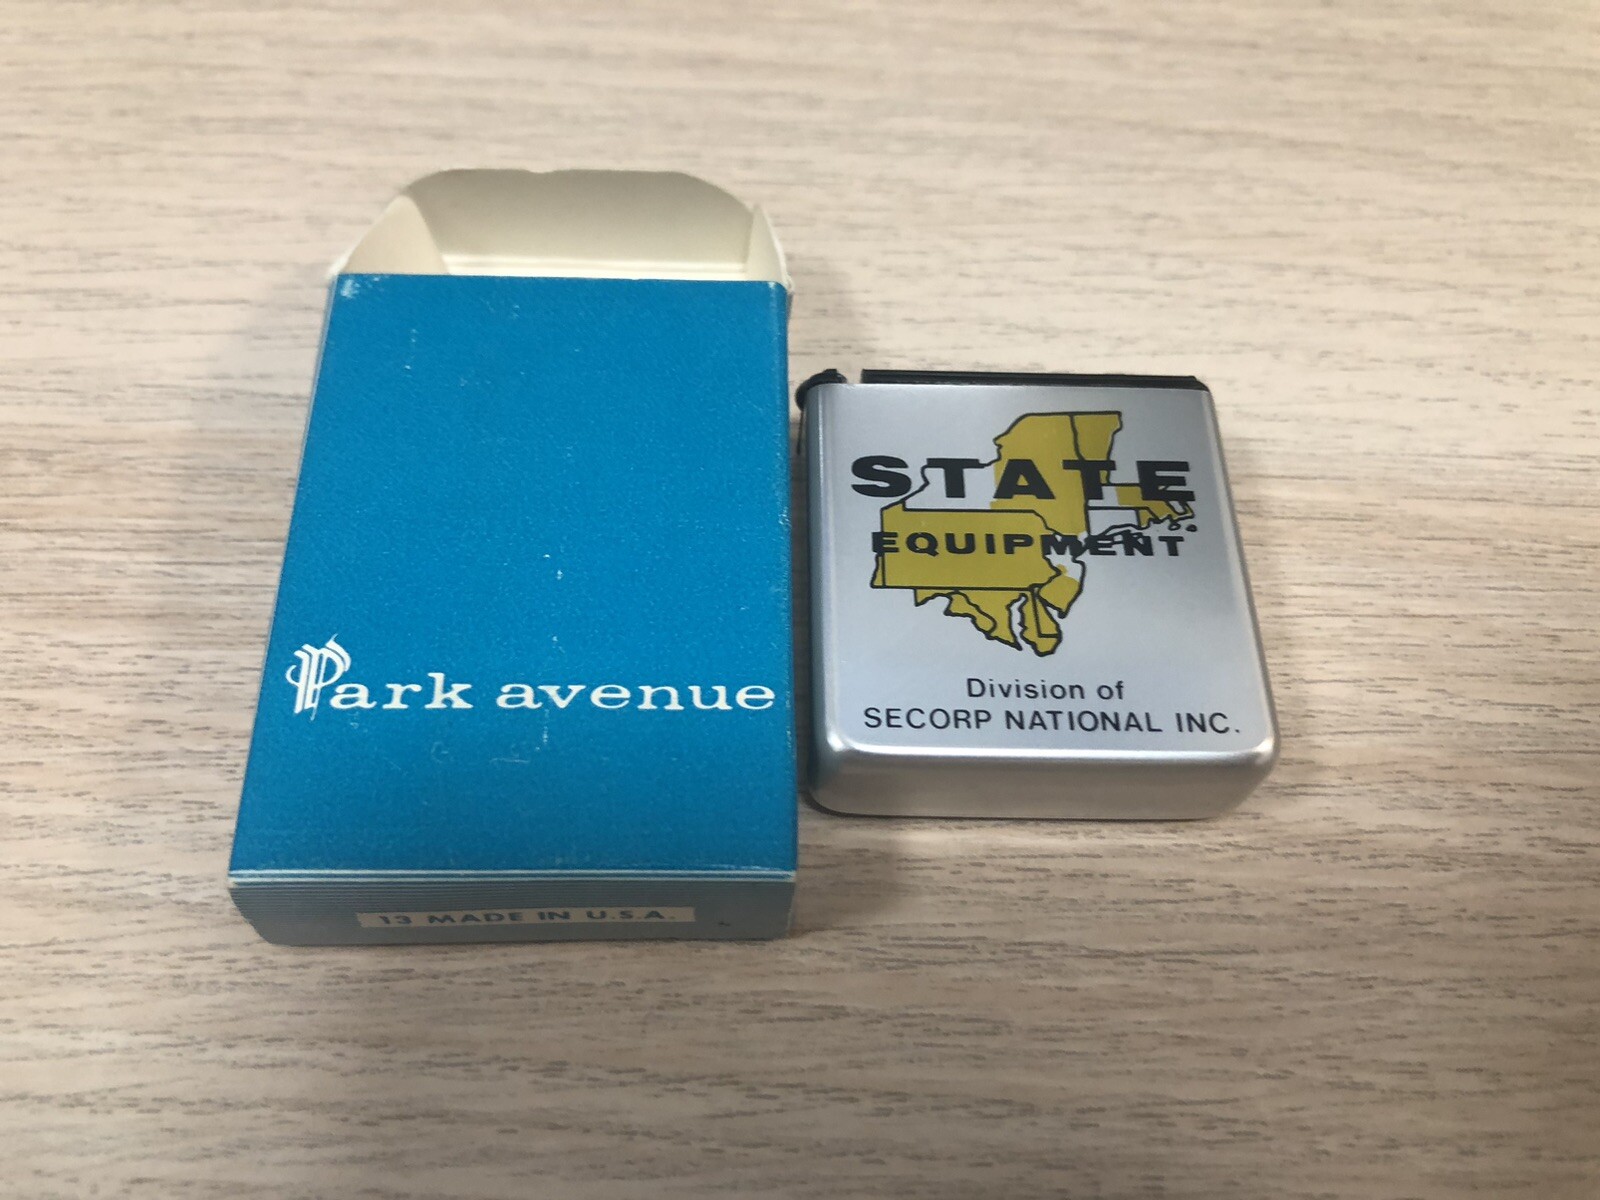 Park avenue
13 MADE IN U.S.A.
STATE
EQUIPMENT
Division of
SECORP NATIONAL INC.